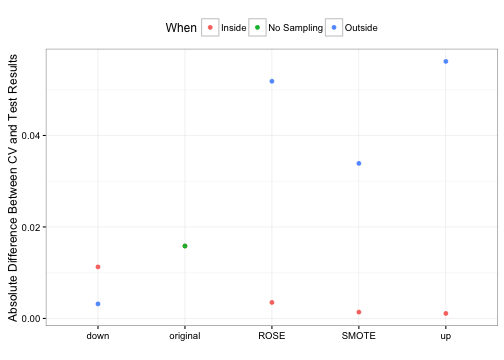 When Inside No Sampling Outside
Absolute Difference Between CV and Test Results
0.04
0.02
0.00
down original ROSE SMOTE up